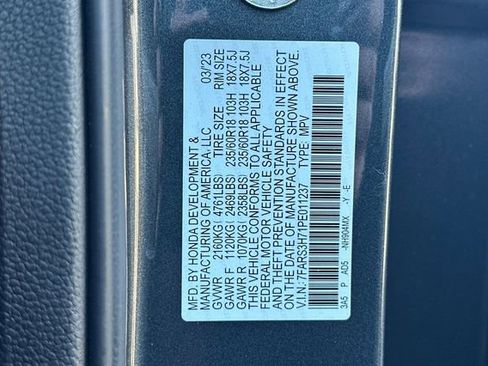 MFD. BY HONDA DEVELOPMENT &
MANUFACTURING OF AMERICA, LLC 03/23
GVWR 2160KG ( 4761LBS) TIRE SIZE RIM SIZE
GAWR F 1120KG ( 2469LBS) 235/60R18 103H 18X7.5J
GAWR R 1070KG ( 2358LBS) 235/60R18 103H 18X7.5J
THIS VEHICLE CONFORMS TO ALL APPLICABLE
FEDERAL MOTOR VEHICLE SAFETY
AND THEFT PREVENTION STANDARDS IN EFFECT
ON THE DATE OF MANUFACTURE SHOWN ABOVE.
V.I.N.: 7FARS3H71PE011237 TYPE: MPV
3A5 P AD5 -NH904MX -Y -E